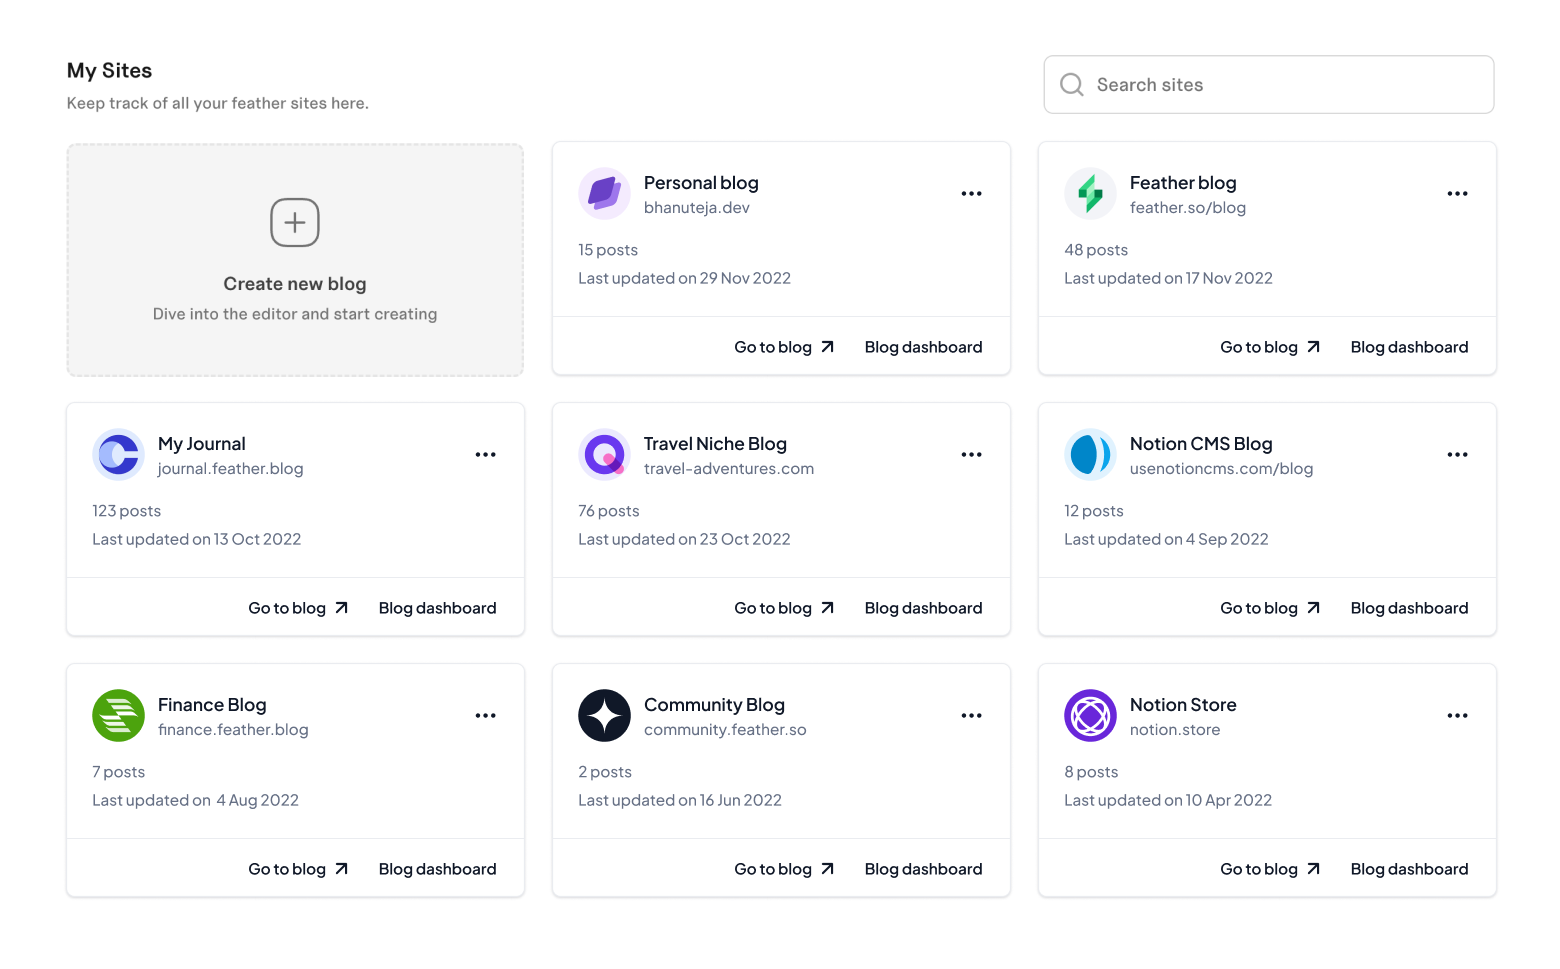 My Sites
Keep track of all your feather sites here.
Search sites
Create new blog
Dive into the editor and start creating
Personal blog
bhanuteja.dev
15 posts
Last updated on 29 Nov 2022
Go to blog
Blog dashboard
Feather blog
feather.so/blog
48 posts
Last updated on 17 Nov 2022
Go to blog
Blog dashboard
My Journal
journal.feather.blog
123 posts
Last updated on 13 Oct 2022
Go to blog
Blog dashboard
Travel Niche Blog
travel-adventures.com
76 posts
Last updated on 23 Oct 2022
Go to blog
Blog dashboard
Notion CMS Blog
usenotioncms.com/blog
12 posts
Last updated on 4 Sep 2022
Go to blog
Blog dashboard
Finance Blog
finance.feather.blog
7 posts
Last updated on 4 Aug 2022
Go to blog
Blog dashboard
Community Blog
community.feather.so
2 posts
Last updated on 16 Jun 2022
Go to blog
Blog dashboard
Notion Store
notion.store
8 posts
Last updated on 10 Apr 2022
Go to blog
Blog dashboard